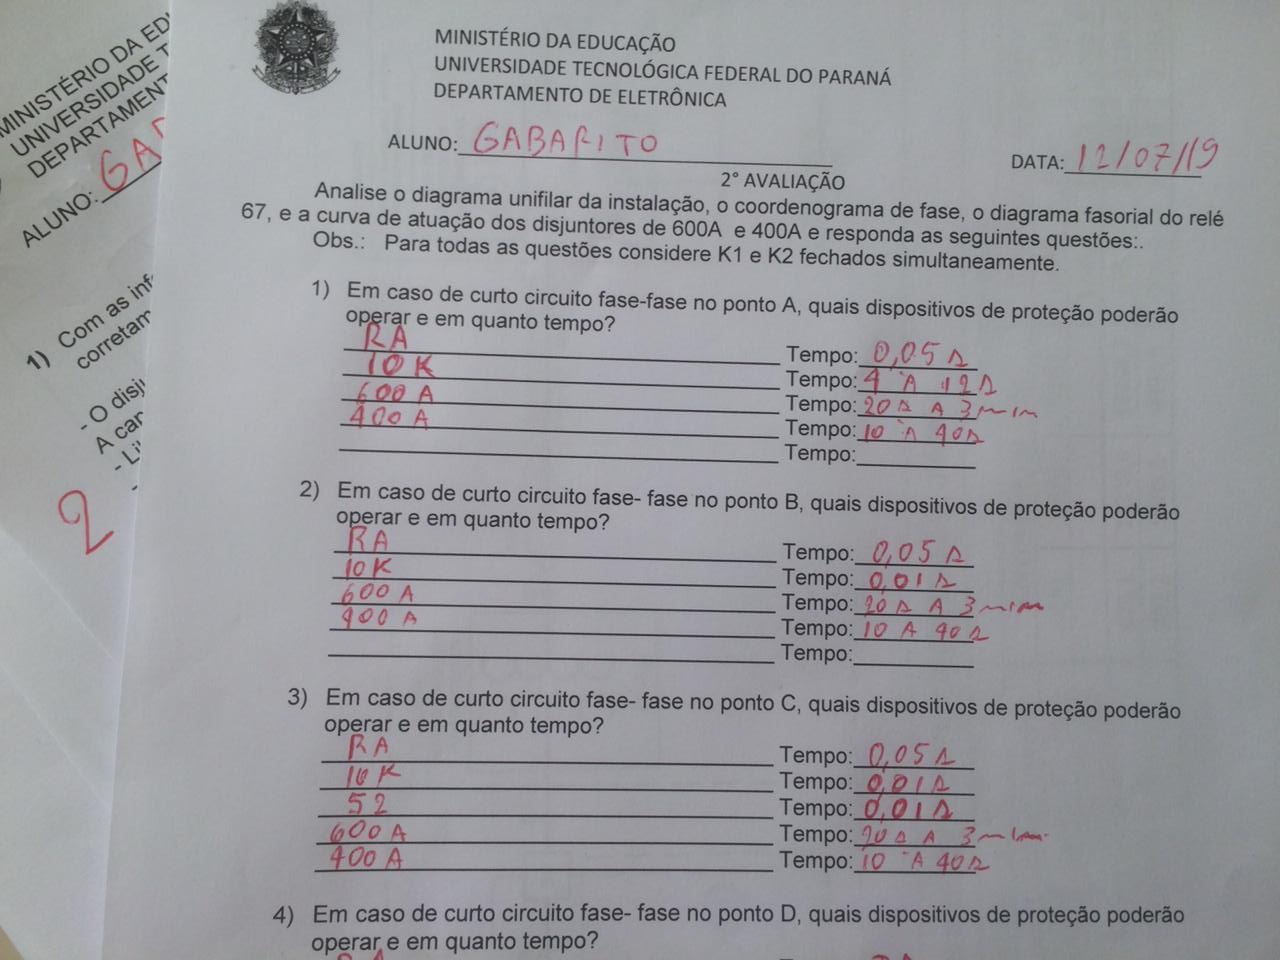 MINISTÉRIO DA EDUCAÇÃO
UNIVERSIDADE TECNOLÓGICA FEDERAL DO PARANÁ
DEPARTAMENTO DE ELETRÔNICA
ALUNO: GABARITO DATA: 12/07/19
2° AVALIAÇÃO
Analise o diagrama unifilar da instalação, o coordenograma de fase, o diagrama fasorial do relé
67, e a curva de atuação dos disjuntores de 600A e 400A e responda as seguintes questões:.
Obs.: Para todas as questões considere K1 e K2 fechados simultaneamente.
1) Em caso de curto circuito fase-fase no ponto A, quais dispositivos de proteção poderão
operar e em quanto tempo?
RA Tempo: 0,05 s
10K Tempo: 4 A 12s
600 A Tempo: 20s A 3 min
400 A Tempo: 10 A 40s
Tempo:
2) Em caso de curto circuito fase- fase no ponto B, quais dispositivos de proteção poderão
operar e em quanto tempo?
RA Tempo: 0,05 s
10K Tempo: 0,01 s
600 A Tempo: 20s A 3 min
400 A Tempo: 10 A 40s
Tempo:
3) Em caso de curto circuito fase- fase no ponto C, quais dispositivos de proteção poderão
operar e em quanto tempo?
RA Tempo: 0,05 s
10K Tempo: 0,01s
52 Tempo: 0,01s
600 A Tempo: 20s A 3 min
400 A Tempo: 10 A 40s
4) Em caso de curto circuito fase- fase no ponto D, quais dispositivos de proteção poderão
operar e em quanto tempo?
MINISTÉRIO DA ED
UNIVERSIDADE T
DEPARTAMENT
ALUNO: GA
1) Com as inf
corretam
- O disj
A car
- Li
2